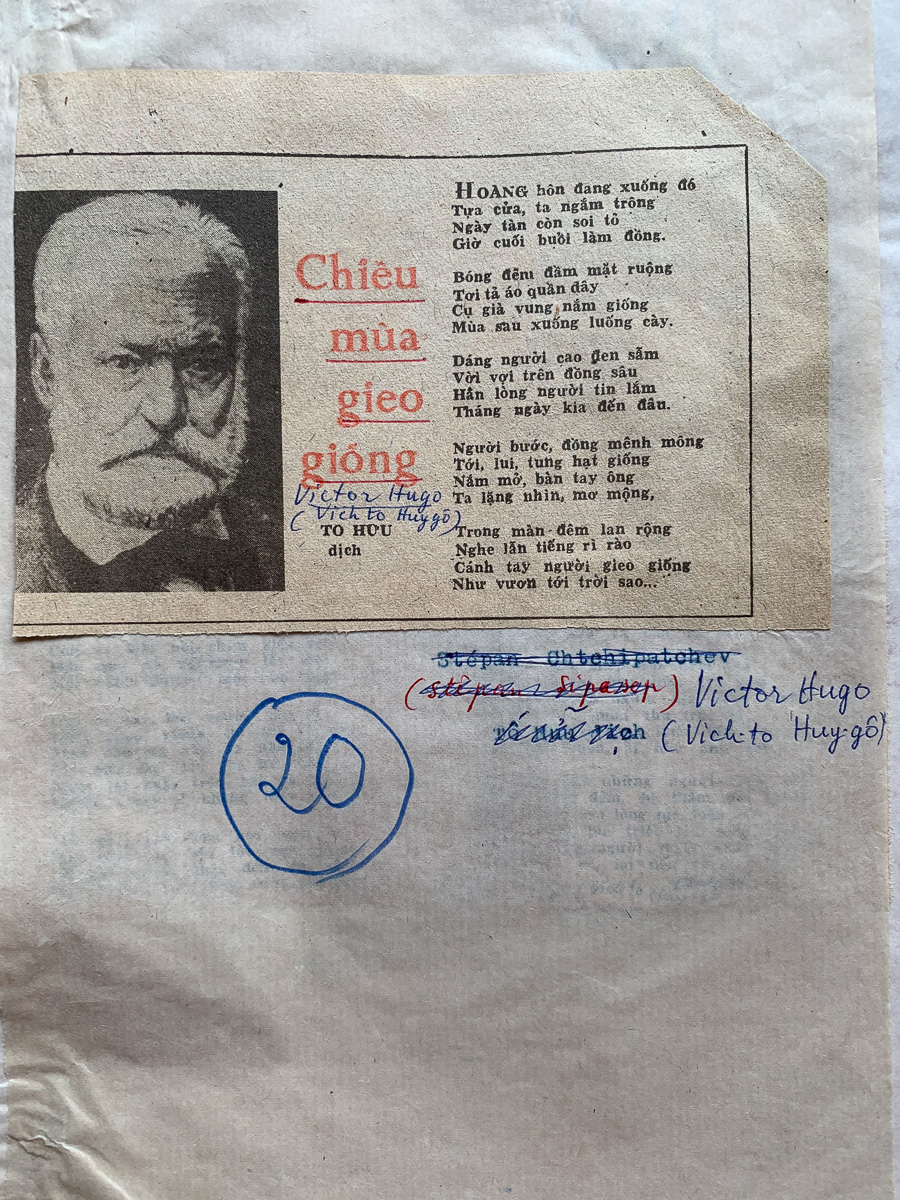 Chiều
mùa
gieo
giống
Victor Hugo
(Vich to Huy gô)
TO HỮU
dịch
HOÀNG hôn đang xuống đó
Tựa cửa, ta ngắm trông
Ngày tàn còn soi tỏ
Giờ cuối buổi làm đồng.
Bóng đêm đầm mặt ruộng
Tơi tả áo quần dây
Cụ già vung nắm giống
Mùa sau xuống luống cày.
Dáng người cao đen sẫm
Vời vợi trên đồng sâu
Hẳn lòng người tin lắm
Tháng ngày kia đến đâu.
Người bước, đồng mênh mông
Tới, lui, tung hạt giống
Nắm mở, bàn tay ông
Ta lặng nhìn, mơ mộng,
Trong màn đêm lan rộng
Nghe lẫn tiếng rì rào
Cánh tay người gieo giống
Như vươn tới trời sao...
Stépan Chtchipatchev
(stêpan Sipasep) Victor Hugo
Tố Hữu dịch (Vich-to Huy-gô)
20